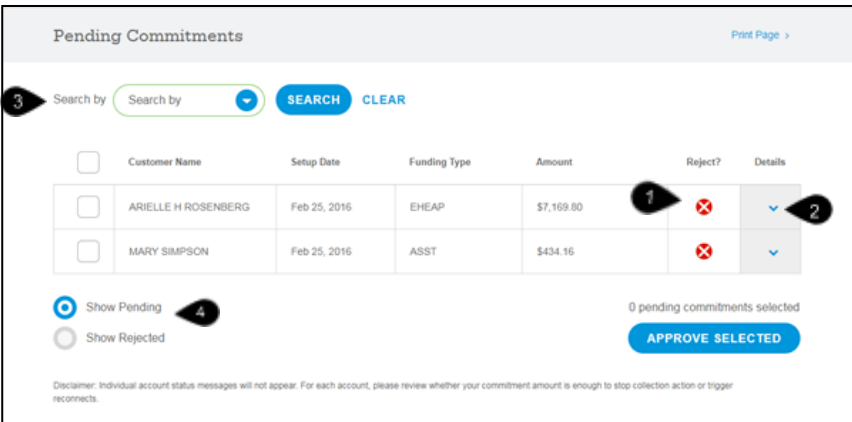 Pending Commitments
Print Page >
3
Search by
Search by
SEARCH
CLEAR
Customer Name Setup Date Funding Type Amount Reject? Details
ARIELLE H ROSENBERG Feb 25, 2016 EHEAP $7,169.80 1 2
MARY SIMPSON Feb 25, 2016 ASST $434.16
Show Pending 4
0 pending commitments selected
Show Rejected
APPROVE SELECTED
Disclaimer: Individual account status messages will not appear. For each account, please review whether your commitment amount is enough to stop collection action or trigger
reconnects.